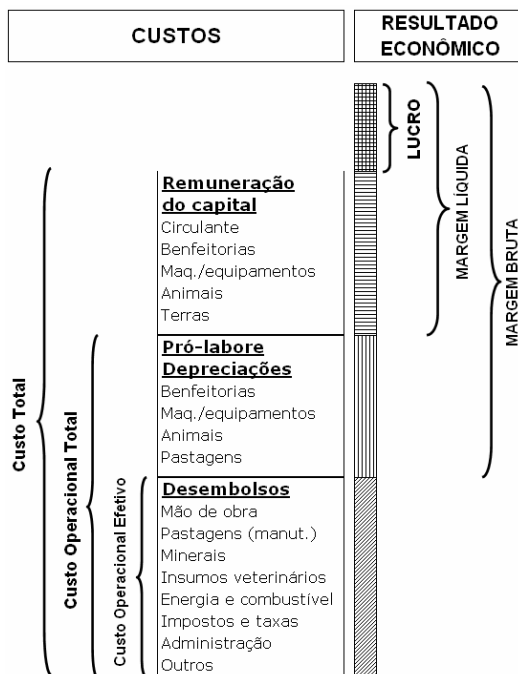 CUSTOS
RESULTADO
ECONÔMICO
Remuneração
do capital
Circulante
Benfeitorias
Maq./equipamentos
Animais
Terras
Pró-labore
Depreciações
Benfeitorias
Maq./equipamentos
Animais
Pastagens
Desembolsos
Mão de obra
Pastagens (manut.)
Minerais
Insumos veterinários
Energia e combustível
Impostos e taxas
Administração
Outros
Custo Total
Custo Operacional Total
Custo Operacional Efetivo
LUCRO
MARGEM LÍQUIDA
MARGEM BRUTA